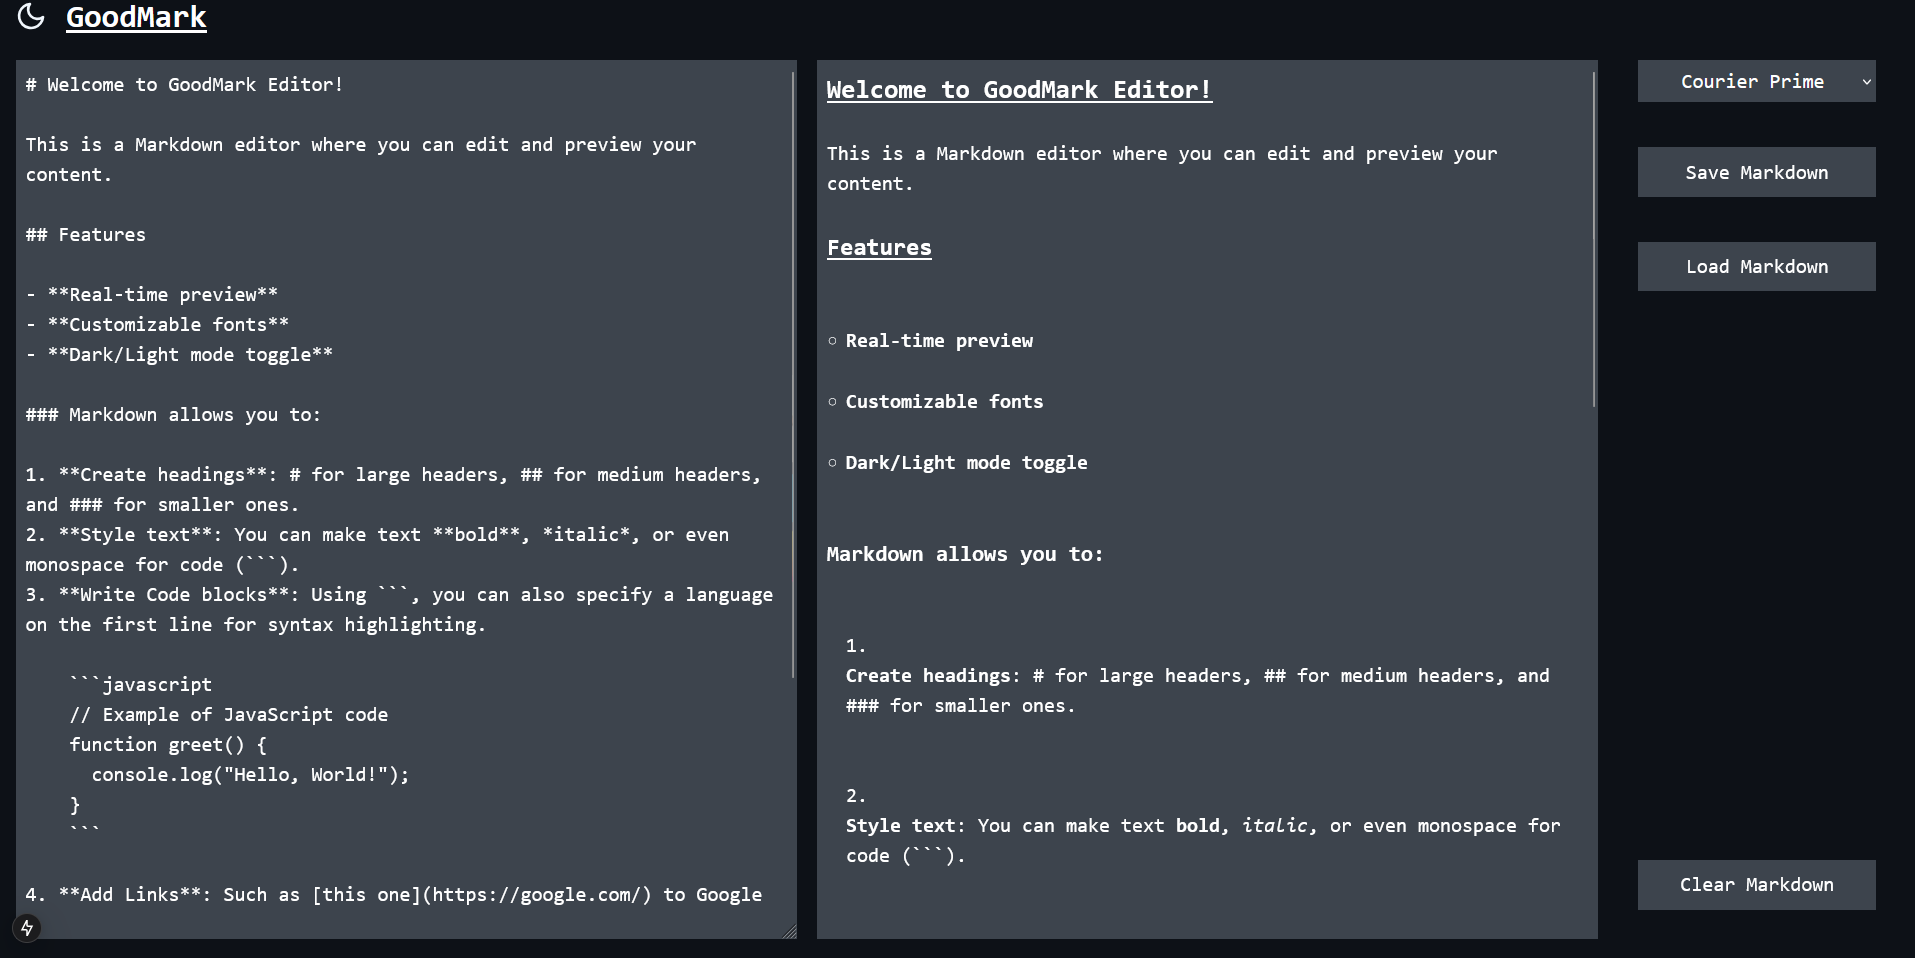 GoodMark
# Welcome to GoodMark Editor!
This is a Markdown editor where you can edit and preview your
content.
## Features
- **Real-time preview**
- **Customizable fonts**
- **Dark/Light mode toggle**
### Markdown allows you to:
1. **Create headings**: # for large headers, ## for medium headers,
and ### for smaller ones.
2. **Style text**: You can make text **bold**, *italic*, or even
monospace for code (```).
3. **Write Code blocks**: Using ```, you can also specify a language
on the first line for syntax highlighting.
```javascript
// Example of JavaScript code
function greet() {
console.log("Hello, World!");
}
```
4. **Add Links**: Such as [this one](https://google.com/) to Google
Welcome to GoodMark Editor!
This is a Markdown editor where you can edit and preview your
content.
Features
○ Real-time preview
○ Customizable fonts
○ Dark/Light mode toggle
Markdown allows you to:
1.
Create headings: # for large headers, ## for medium headers, and
### for smaller ones.
2.
Style text: You can make text bold, italic, or even monospace for
code (```).
Courier Prime
Save Markdown
Load Markdown
Clear Markdown